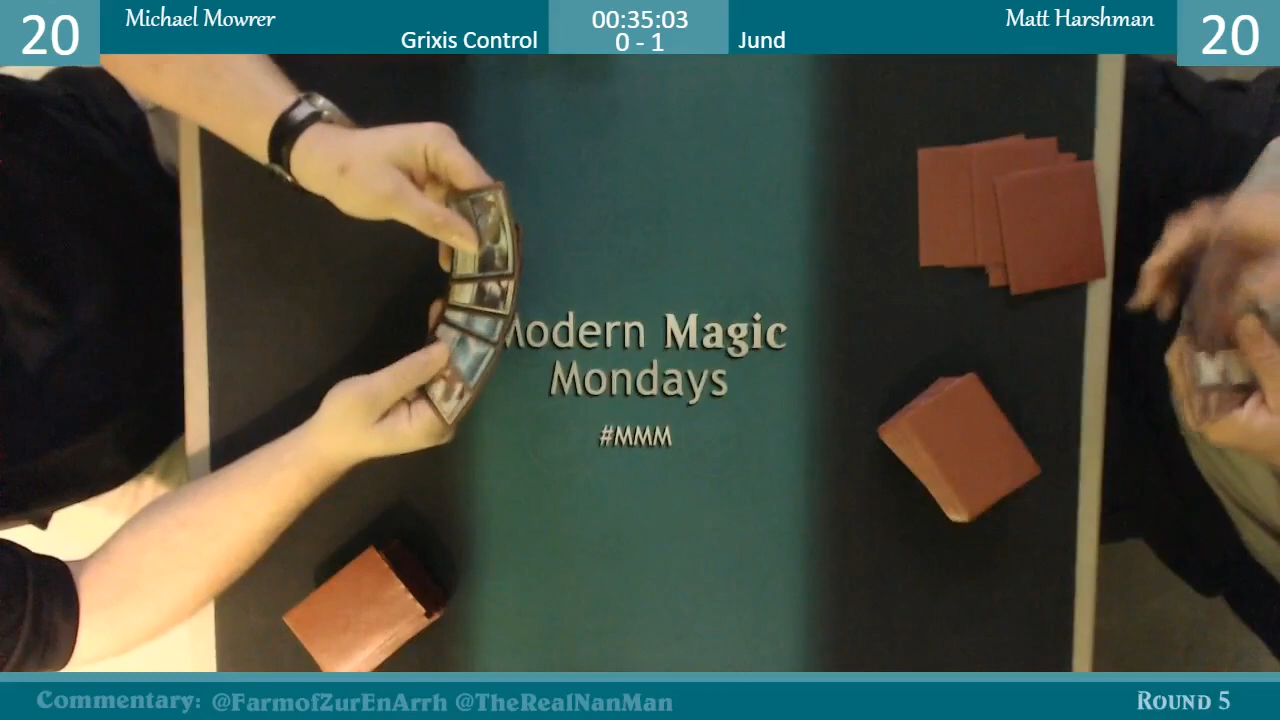 20
Michael Mowrer
Grixis Control
00:35:03
0 - 1
Matt Harshman
Jund
20
Modern Magic
Mondays
#MMM
Commentary: @FarmofZurEnArrh @TheRealNanMan
Round 5